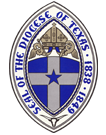 SEAL OF THE DIOCESE OF TEXAS · 1838 · 1849